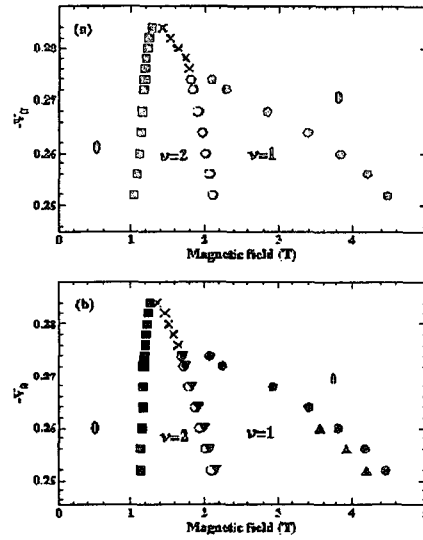 (a)
0.28
0.27
0.26
0.25
-Vg
0
ν=2
ν=1
0
0 1 2 3 4
Magnetic field (T)
(b)
0.28
0.27
0.26
0.25
0
ν=2
ν=1
0
0 1 2 3 4
Magnetic field (T)